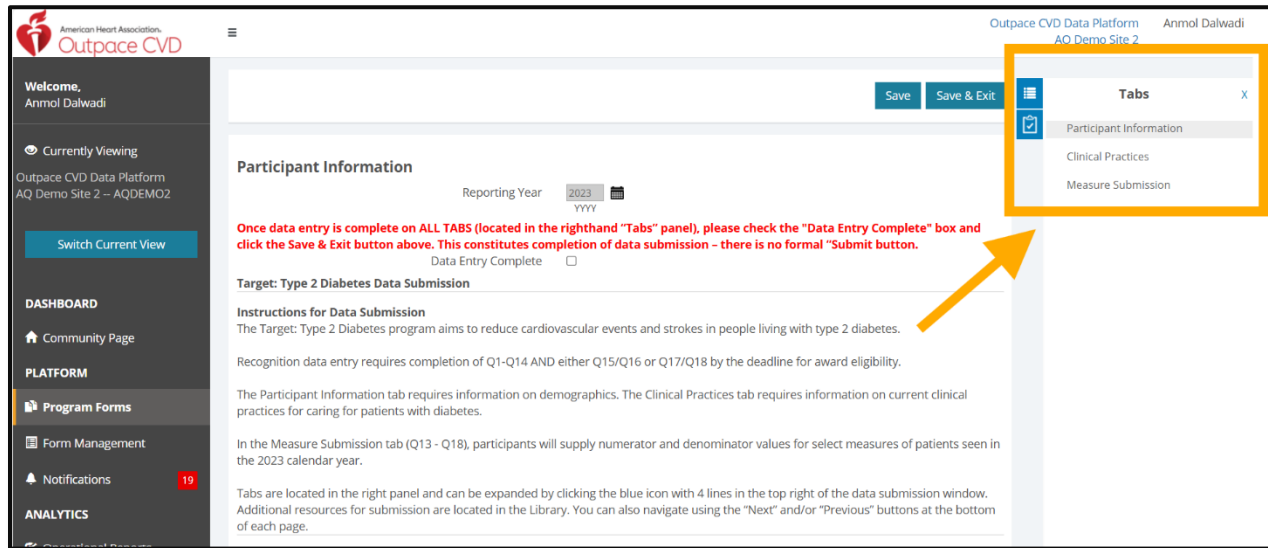 American Heart Association.
Outpace CVD
Outpace CVD Data Platform
AQ Demo Site 2
Anmol Dalwadi
Welcome,
Anmol Dalwadi
Currently Viewing
Outpace CVD Data Platform
AQ Demo Site 2 -- AQDEMO2
Switch Current View
DASHBOARD
Community Page
PLATFORM
Program Forms
Form Management
Notifications
19
ANALYTICS
Operational Reports
Save
Save & Exit
Participant Information
Reporting Year
2023
YYYY
Once data entry is complete on ALL TABS (located in the righthand "Tabs" panel), please check the "Data Entry Complete" box and
click the Save & Exit button above. This constitutes completion of data submission – there is no formal "Submit button.
Data Entry Complete
Target: Type 2 Diabetes Data Submission
Instructions for Data Submission
The Target: Type 2 Diabetes program aims to reduce cardiovascular events and strokes in people living with type 2 diabetes.
Recognition data entry requires completion of Q1-Q14 AND either Q15/Q16 or Q17/Q18 by the deadline for award eligibility.
The Participant Information tab requires information on demographics. The Clinical Practices tab requires information on current clinical
practices for caring for patients with diabetes.
In the Measure Submission tab (Q13 - Q18), participants will supply numerator and denominator values for select measures of patients seen in
the 2023 calendar year.
Tabs are located in the right panel and can be expanded by clicking the blue icon with 4 lines in the top right of the data submission window.
Additional resources for submission are located in the Library. You can also navigate using the "Next" and/or "Previous" buttons at the bottom
of each page.
Tabs
X
Participant Information
Clinical Practices
Measure Submission